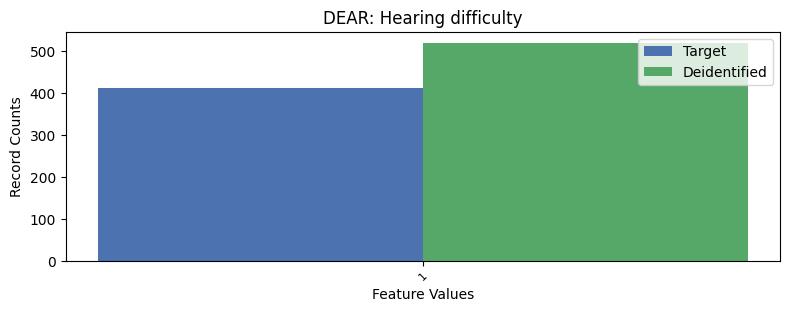 DEAR: Hearing difficulty
Target
Deidentified
Record Counts
500
400
300
200
100
0
1
Feature Values